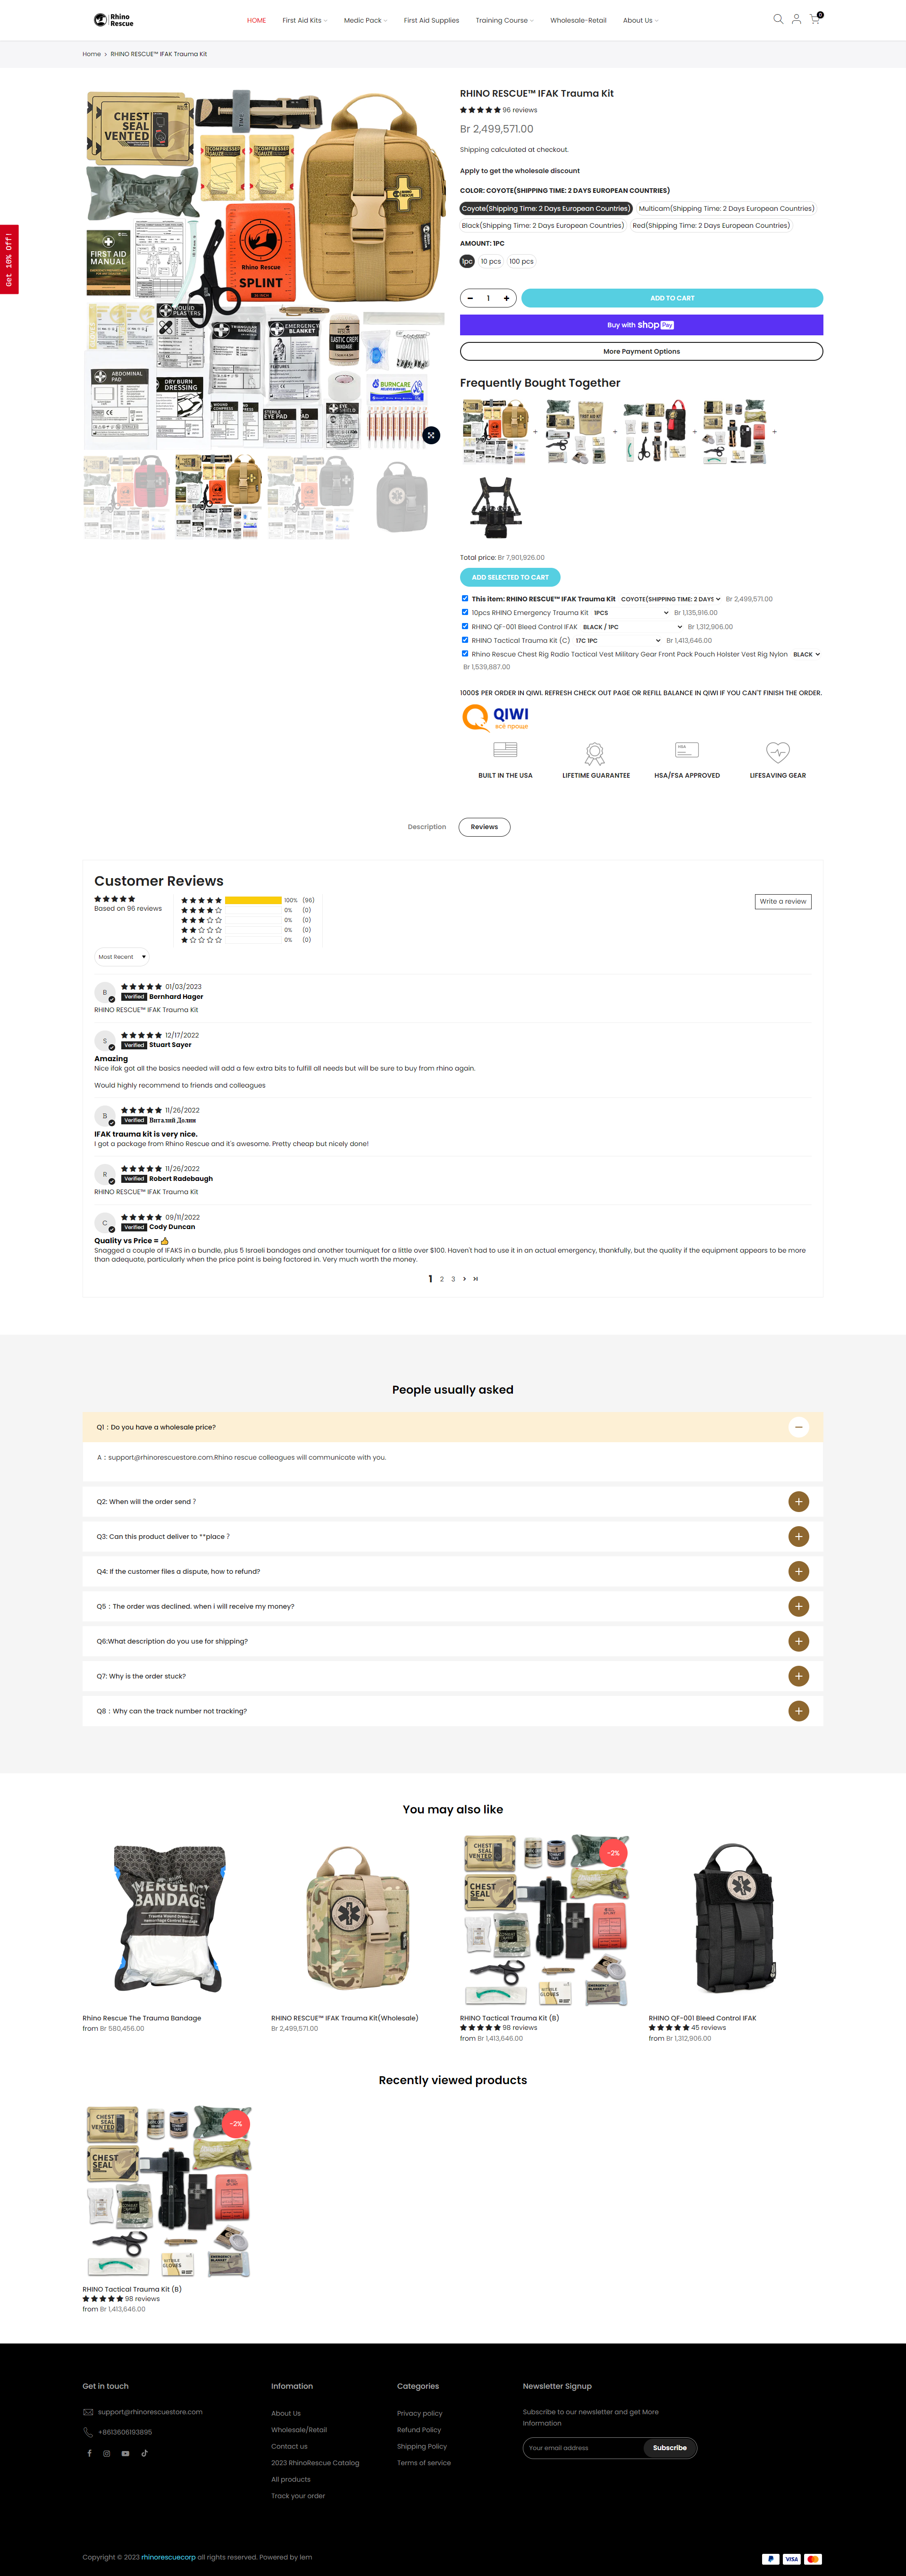 Rhino
Rescue
HOME
First Aid Kits
Medic Pack
First Aid Supplies
Training Course
Wholesale-Retail
About Us
0
Home > RHINO RESCUE™ IFAK Trauma Kit
Get 10% Off!
CHEST
SEAL
VENTED
COMPRESSED
GAUZE
COMPRESSED
GAUZE
TIME
RHINO
RESCUE
FIRST AID
MANUAL
Rhino Rescue
SPLINT
WOUND
PLASTERS
TRIANGULAR
BANDAGE
EMERGENCY
BLANKET
ELASTIC CREPE
BANDAGE
ABDOMINAL
PAD
DRY BURN
DRESSING
WOUND
COMPRESS
STERILE
EYE PAD
EYE
SHIELD
BURNCARE
RHINO RESCUE™ IFAK Trauma Kit
★★★★★ 96 reviews
Br 2,499,571.00
Shipping calculated at checkout.
Apply to get the wholesale discount
COLOR: COYOTE(SHIPPING TIME: 2 DAYS EUROPEAN COUNTRIES)
Coyote(Shipping Time: 2 Days European Countries)
Multicam(Shipping Time: 2 Days European Countries)
Black(Shipping Time: 2 Days European Countries)
Red(Shipping Time: 2 Days European Countries)
AMOUNT: 1PC
1pc
10 pcs
100 pcs
1
ADD TO CART
Buy with shop Pay
More Payment Options
Frequently Bought Together
+
+
+
+
Total price: Br 7,901,926.00
ADD SELECTED TO CART
This item: RHINO RESCUE™ IFAK Trauma Kit COYOTE(SHIPPING TIME: 2 DAYS Br 2,499,571.00
10pcs RHINO Emergency Trauma Kit 1PCS Br 1,135,916.00
RHINO QF-001 Bleed Control IFAK BLACK / 1PC Br 1,312,906.00
RHINO Tactical Trauma Kit (C) 17C 1PC Br 1,413,646.00
Rhino Rescue Chest Rig Radio Tactical Vest Military Gear Front Pack Pouch Holster Vest Rig Nylon BLACK
Br 1,539,887.00
1000$ PER ORDER IN QIWI. REFRESH CHECK OUT PAGE OR REFILL BALANCE IN QIWI IF YOU CAN'T FINISH THE ORDER.
QIWI
всё проще
BUILT IN THE USA
LIFETIME GUARANTEE
HSA/FSA APPROVED
LIFESAVING GEAR
Description
Reviews
Customer Reviews
★★★★★
Based on 96 reviews
★★★★★ 100% (96)
★★★★☆ 0% (0)
★★★☆☆ 0% (0)
★★☆☆☆ 0% (0)
★☆☆☆☆ 0% (0)
Write a review
Most Recent
B
★★★★★ 01/03/2023
Verified Bernhard Hager
RHINO RESCUE™ IFAK Trauma Kit
S
★★★★★ 12/17/2022
Verified Stuart Sayer
Amazing
Nice ifak got all the basics needed will add a few extra bits to fulfill all needs but will be sure to buy from rhino again.
Would highly recommend to friends and colleagues
В
★★★★★ 11/26/2022
Verified Виталий Долин
IFAK trauma kit is very nice.
I got a package from Rhino Rescue and it's awesome. Pretty cheap but nicely done!
R
★★★★★ 11/26/2022
Verified Robert Radebaugh
RHINO RESCUE™ IFAK Trauma Kit
C
★★★★★ 09/11/2022
Verified Cody Duncan
Quality vs Price = 👍
Snagged a couple of IFAKS in a bundle, plus 5 Israeli bandages and another tourniquet for a little over $100. Haven't had to use it in an actual emergency, thankfully, but the quality if the equipment appears to be more
than adequate, particularly when the price point is being factored in. Very much worth the money.
1 2 3
People usually asked
Q1：Do you have a wholesale price?
A：support@rhinorescuestore.com.Rhino rescue colleagues will communicate with you.
Q2: When will the order send？
Q3: Can this product deliver to **place？
Q4: If the customer files a dispute, how to refund?
Q5：The order was declined, when i will receive my money?
Q6:What description do you use for shipping?
Q7: Why is the order stuck?
Q8：Why can the track number not tracking?
You may also like
BANDAGE
CHEST
SEAL
VENTED
CHEST
SEAL
NITRILE
GLOVES
-2%
Rhino Rescue The Trauma Bandage
from Br 580,456.00
RHINO RESCUE™ IFAK Trauma Kit(Wholesale)
Br 2,499,571.00
RHINO Tactical Trauma Kit (B)
★★★★★ 98 reviews
from Br 1,413,646.00
RHINO QF-001 Bleed Control IFAK
★★★★★ 45 reviews
from Br 1,312,906.00
Recently viewed products
CHEST
SEAL
VENTED
CHEST
SEAL
NITRILE
GLOVES
-2%
RHINO Tactical Trauma Kit (B)
★★★★★ 98 reviews
from Br 1,413,646.00
Get in touch
support@rhinorescuestore.com
+8613606193895
Infomation
About Us
Wholesale/Retail
Contact us
2023 RhinoRescue Catalog
All products
Track your order
Categories
Privacy policy
Refund Policy
Shipping Policy
Terms of service
Newsletter Signup
Subscribe to our newsletter and get More
Information
Your email address
Subscribe
Copyright © 2023 rhinorescuecorp all rights reserved. Powered by lem
VISA